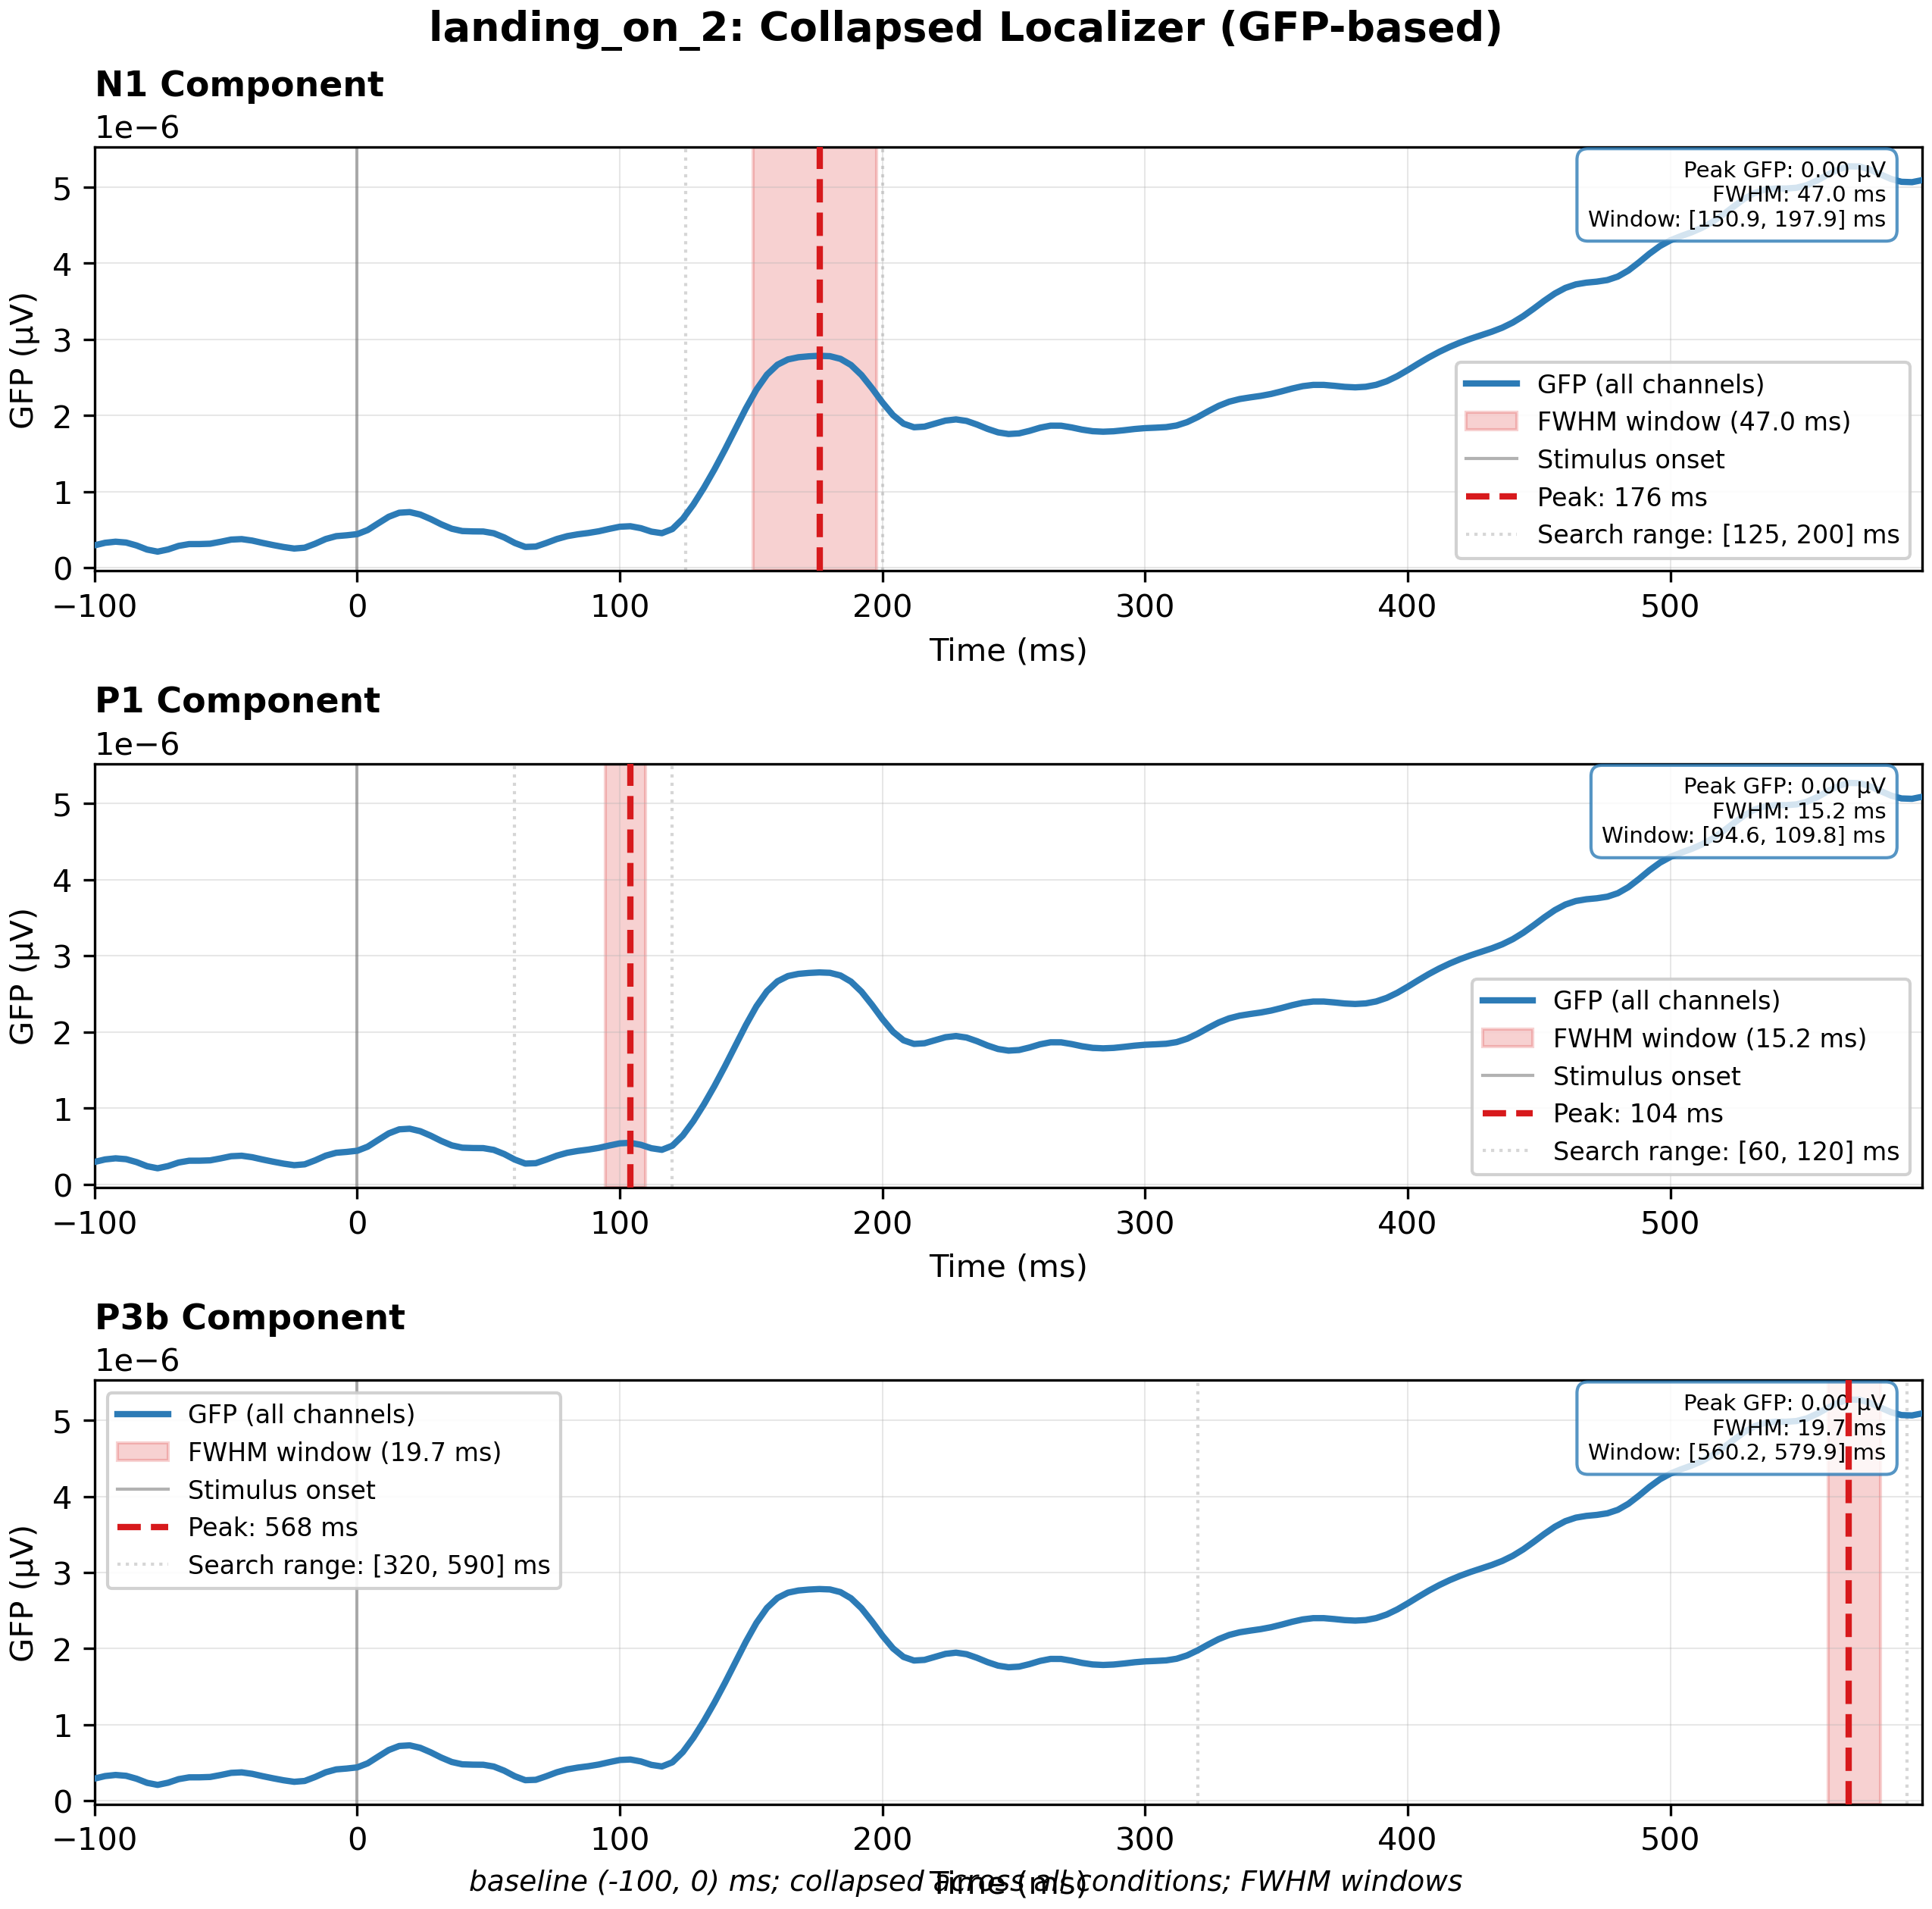 landing_on_2: Collapsed Localizer (GFP-based)
N1 Component
1e−6
Peak GFP: 0.00 µV
FWHM: 47.0 ms
Window: [150.9, 197.9] ms
5
4
3
2
1
0
GFP (µV)
GFP (all channels)
FWHM window (47.0 ms)
Stimulus onset
Peak: 176 ms
Search range: [125, 200] ms
−100 0 100 200 300 400 500
Time (ms)
P1 Component
1e−6
Peak GFP: 0.00 µV
FWHM: 15.2 ms
Window: [94.6, 109.8] ms
5
4
3
2
1
0
GFP (µV)
GFP (all channels)
FWHM window (15.2 ms)
Stimulus onset
Peak: 104 ms
Search range: [60, 120] ms
−100 0 100 200 300 400 500
Time (ms)
P3b Component
1e−6
GFP (all channels)
FWHM window (19.7 ms)
Stimulus onset
Peak: 568 ms
Search range: [320, 590] ms
Peak GFP: 0.00 µV
FWHM: 19.7 ms
Window: [560.2, 579.9] ms
5
4
3
2
1
0
GFP (µV)
−100 0 100 200 300 400 500
Time (ms)
baseline (-100, 0) ms; collapsed across all conditions; FWHM windows